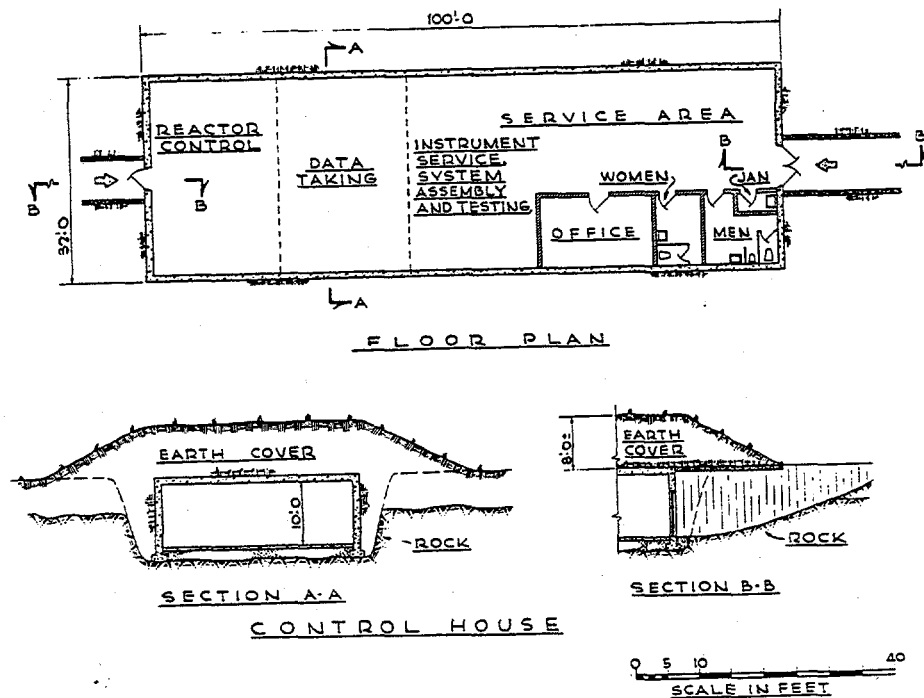 100'-0
A
REACTOR
CONTROL
DATA
TAKING
INSTRUMENT
SERVICE,
SYSTEM
ASSEMBLY
AND TESTING
SERVICE AREA
B
B
WOMEN
JAN
B
B
OFFICE
MEN
A
FLOOR PLAN
EARTH COVER
10'-0
ROCK
SECTION A-A
8'-0±
EARTH
COVER
ROCK
SECTION B-B
CONTROL HOUSE
0 5 10 40
SCALE IN FEET